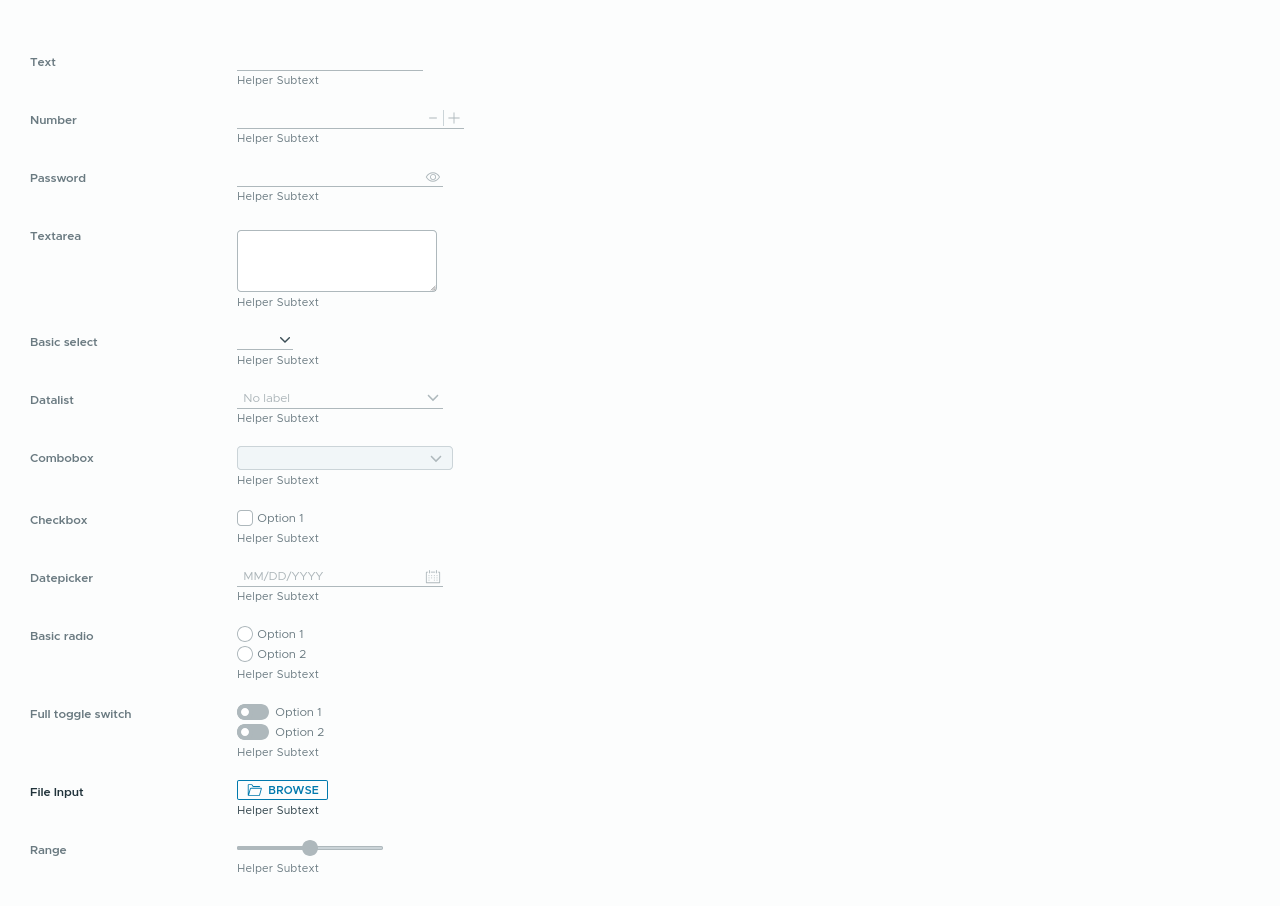 Text
Helper Subtext
Number
Helper Subtext
Password
Helper Subtext
Textarea
Helper Subtext
Basic select
Helper Subtext
Datalist No label
Helper Subtext
Combobox
Helper Subtext
Checkbox Option 1
Helper Subtext
Datepicker MM/DD/YYYY
Helper Subtext
Basic radio Option 1
Option 2
Helper Subtext
Full toggle switch Option 1
Option 2
Helper Subtext
File Input BROWSE
Helper Subtext
Range
Helper Subtext